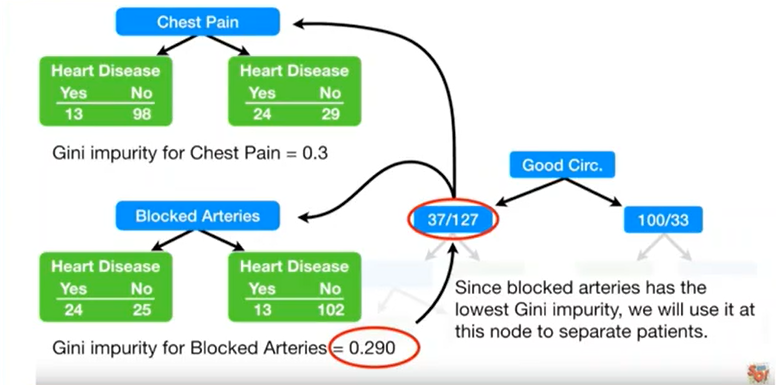 Chest Pain
Heart Disease
Yes No
13 98
Heart Disease
Yes No
24 29
Gini impurity for Chest Pain = 0.3
Good Circ.
37/127
100/33
Blocked Arteries
Heart Disease
Yes No
24 25
Heart Disease
Yes No
13 102
Gini impurity for Blocked Arteries = 0.290
Since blocked arteries has the
lowest Gini impurity, we will use it at
this node to separate patients.